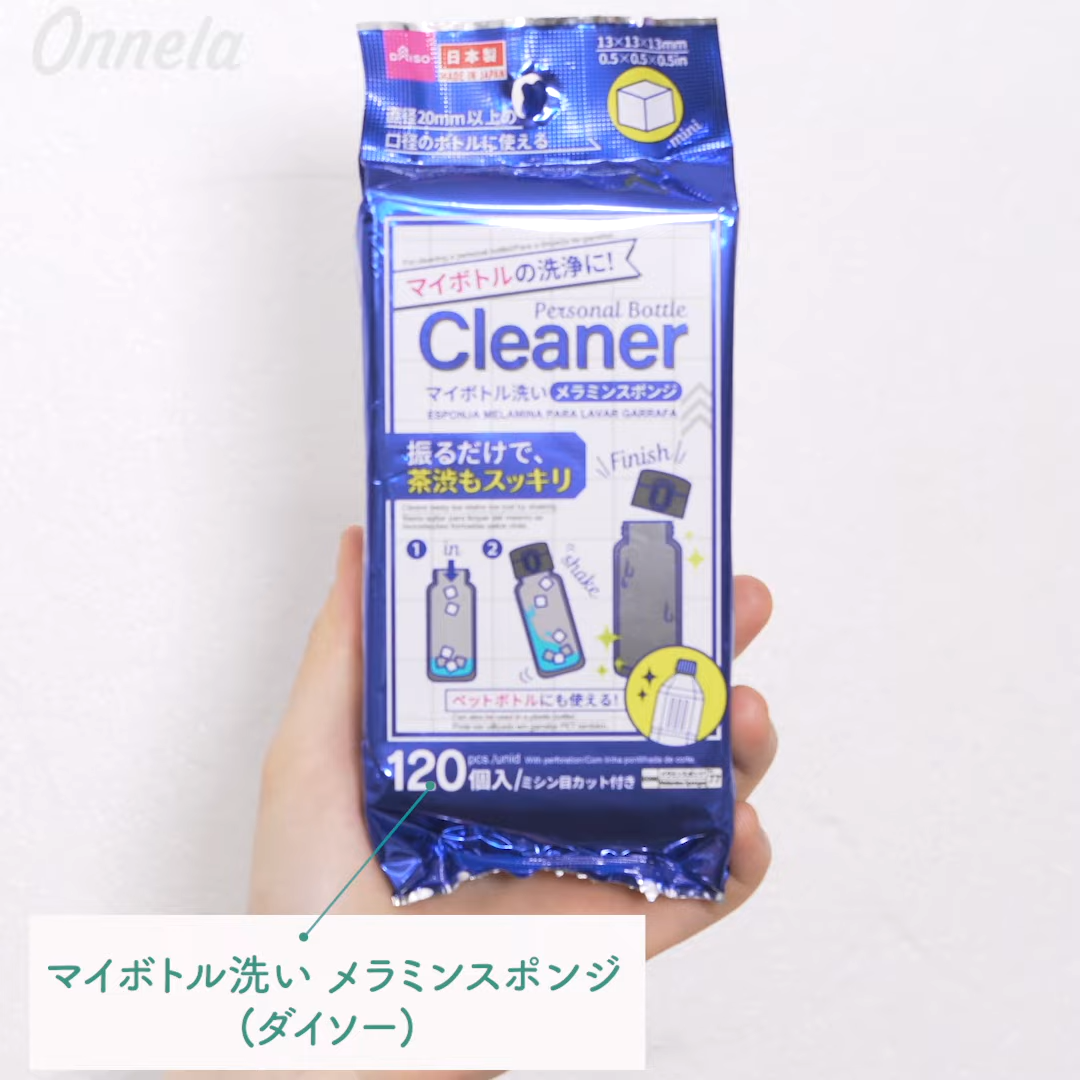 Onnela
DAISO
日本製
MADE IN JAPAN
13×13×13mm
0.5×0.5×0.5in
mini
直径20mm以上の
口径のボトルに使える
マイボトルの洗浄に!
Personal Bottle
Cleaner
マイボトル洗い メラミンスポンジ
ESPONJA MELAMINA PARA LAVAR GARRAFA
振るだけで、
茶渋もスッキリ
Finish
1 in
2 shake
ペットボトルにも使える!
120 pcs./unid
個入/ミシン目カット付き
77
マイボトル洗い メラミンスポンジ
(ダイソー)